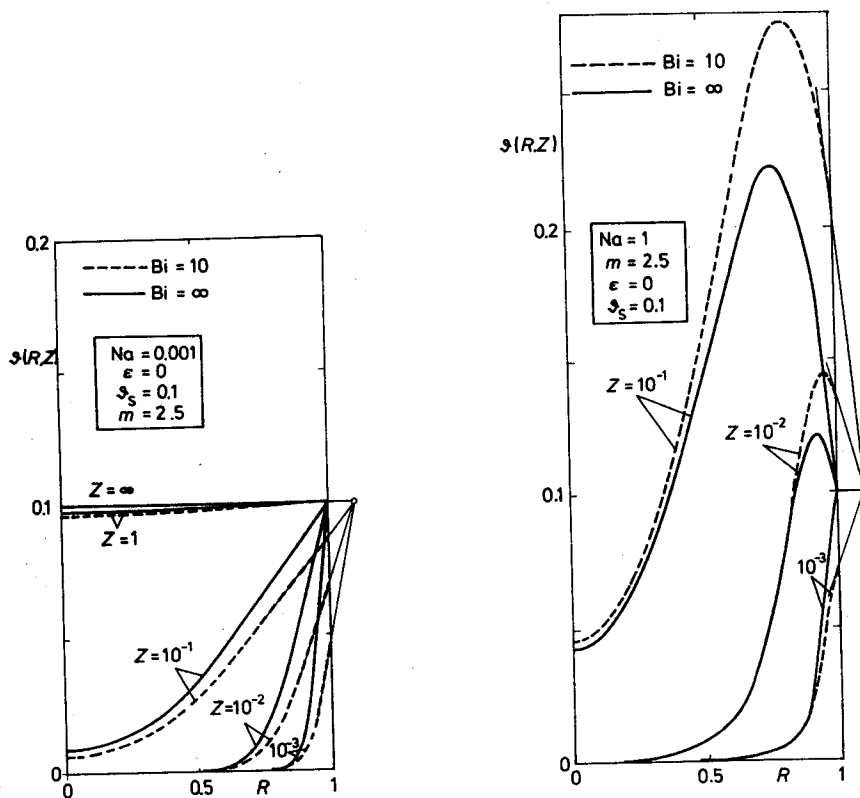 --- Bi = 10
— Bi = ∞
0.2
ϑ(R,Z)
Na = 0.001
ε = 0
ϑS = 0.1
m = 2.5
Z = ∞
0.1
Z = 1
Z = 10⁻¹
Z = 10⁻²
10⁻³
0
0 0.5 R 1
--- Bi = 10
— Bi = ∞
ϑ(R,Z)
0.2
Na = 1
m = 2.5
ε = 0
ϑS = 0.1
Z = 10⁻¹
Z = 10⁻²
0.1
10⁻³
0
0 0.5 R 1